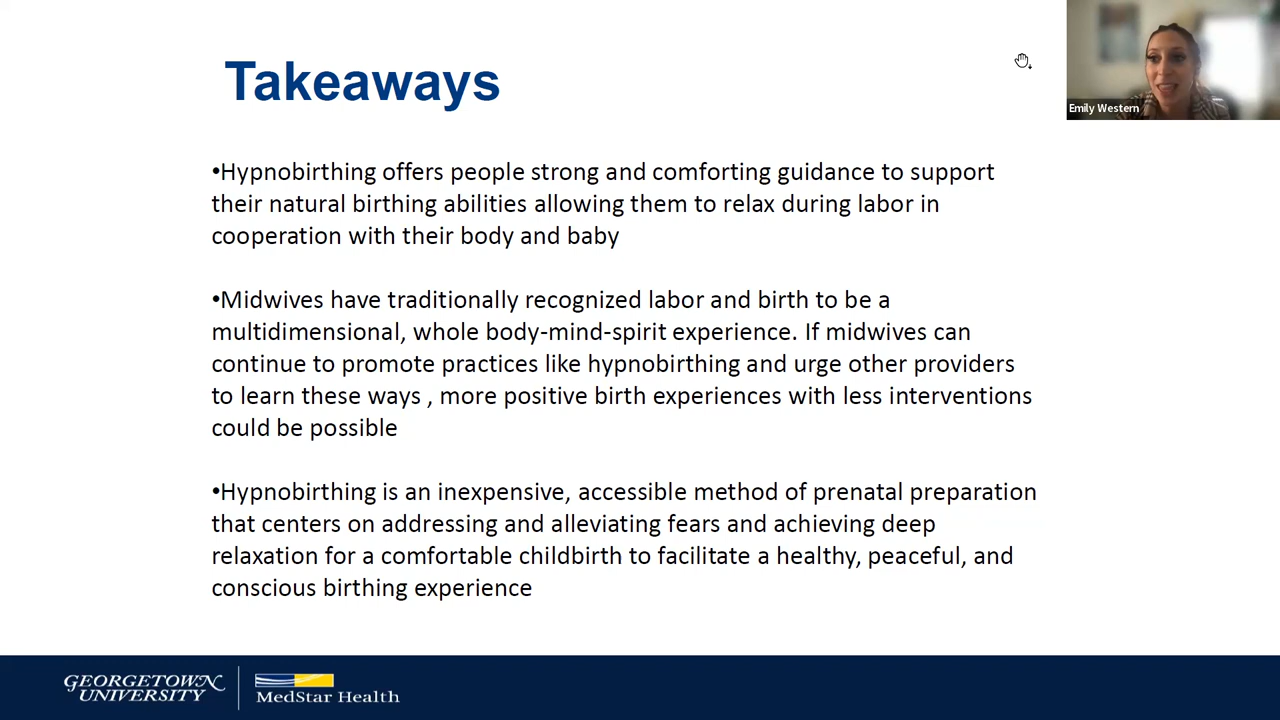 Takeaways
Emily Western
•Hypnobirthing offers people strong and comforting guidance to support
their natural birthing abilities allowing them to relax during labor in
cooperation with their body and baby
•Midwives have traditionally recognized labor and birth to be a
multidimensional, whole body-mind-spirit experience. If midwives can
continue to promote practices like hypnobirthing and urge other providers
to learn these ways , more positive birth experiences with less interventions
could be possible
•Hypnobirthing is an inexpensive, accessible method of prenatal preparation
that centers on addressing and alleviating fears and achieving deep
relaxation for a comfortable childbirth to facilitate a healthy, peaceful, and
conscious birthing experience
GEORGETOWN
UNIVERSITY
MedStar Health